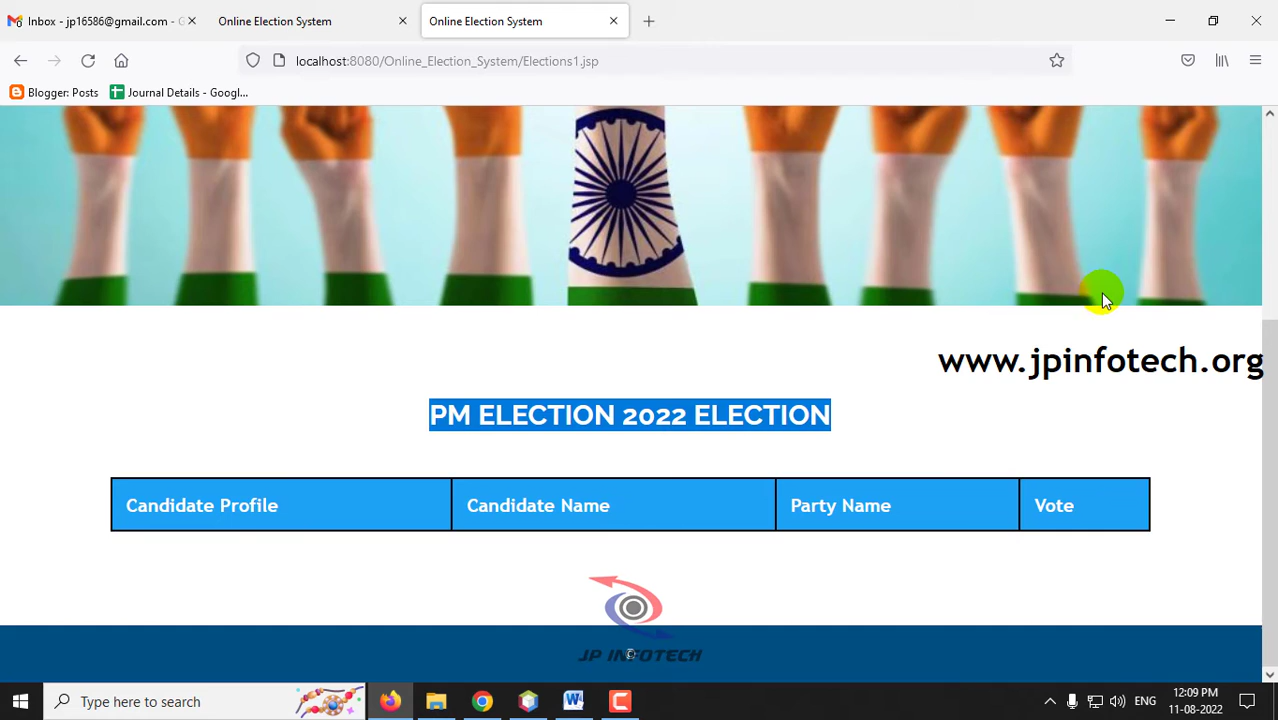 Inbox - jp16586@gmail.com - G
Online Election System
Online Election System
localhost:8080/Online_Election_System/Elections1.jsp
Blogger: Posts
Journal Details - Googl...
www.jpinfotech.org
PM ELECTION 2022 ELECTION
Candidate Profile Candidate Name Party Name Vote
JP INFOTECH
©
Type here to search
ENG
12:09 PM
11-08-2022